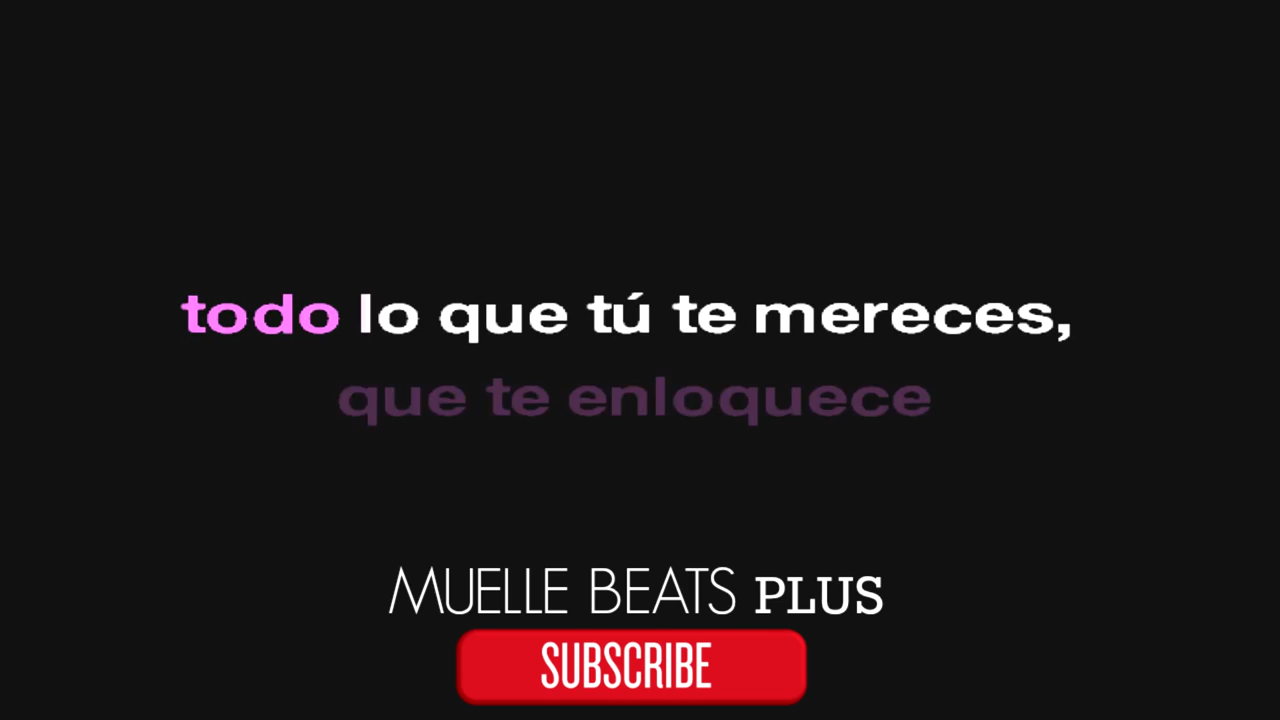 todo lo que tú te mereces,
que te enloquece
MUELLE BEATS PLUS
SUBSCRIBE